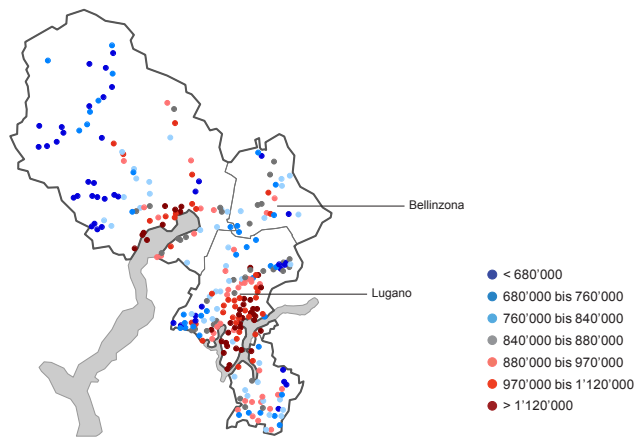 Bellinzona
Lugano
< 680'000
680'000 bis 760'000
760'000 bis 840'000
840'000 bis 880'000
880'000 bis 970'000
970'000 bis 1'120'000
> 1'120'000